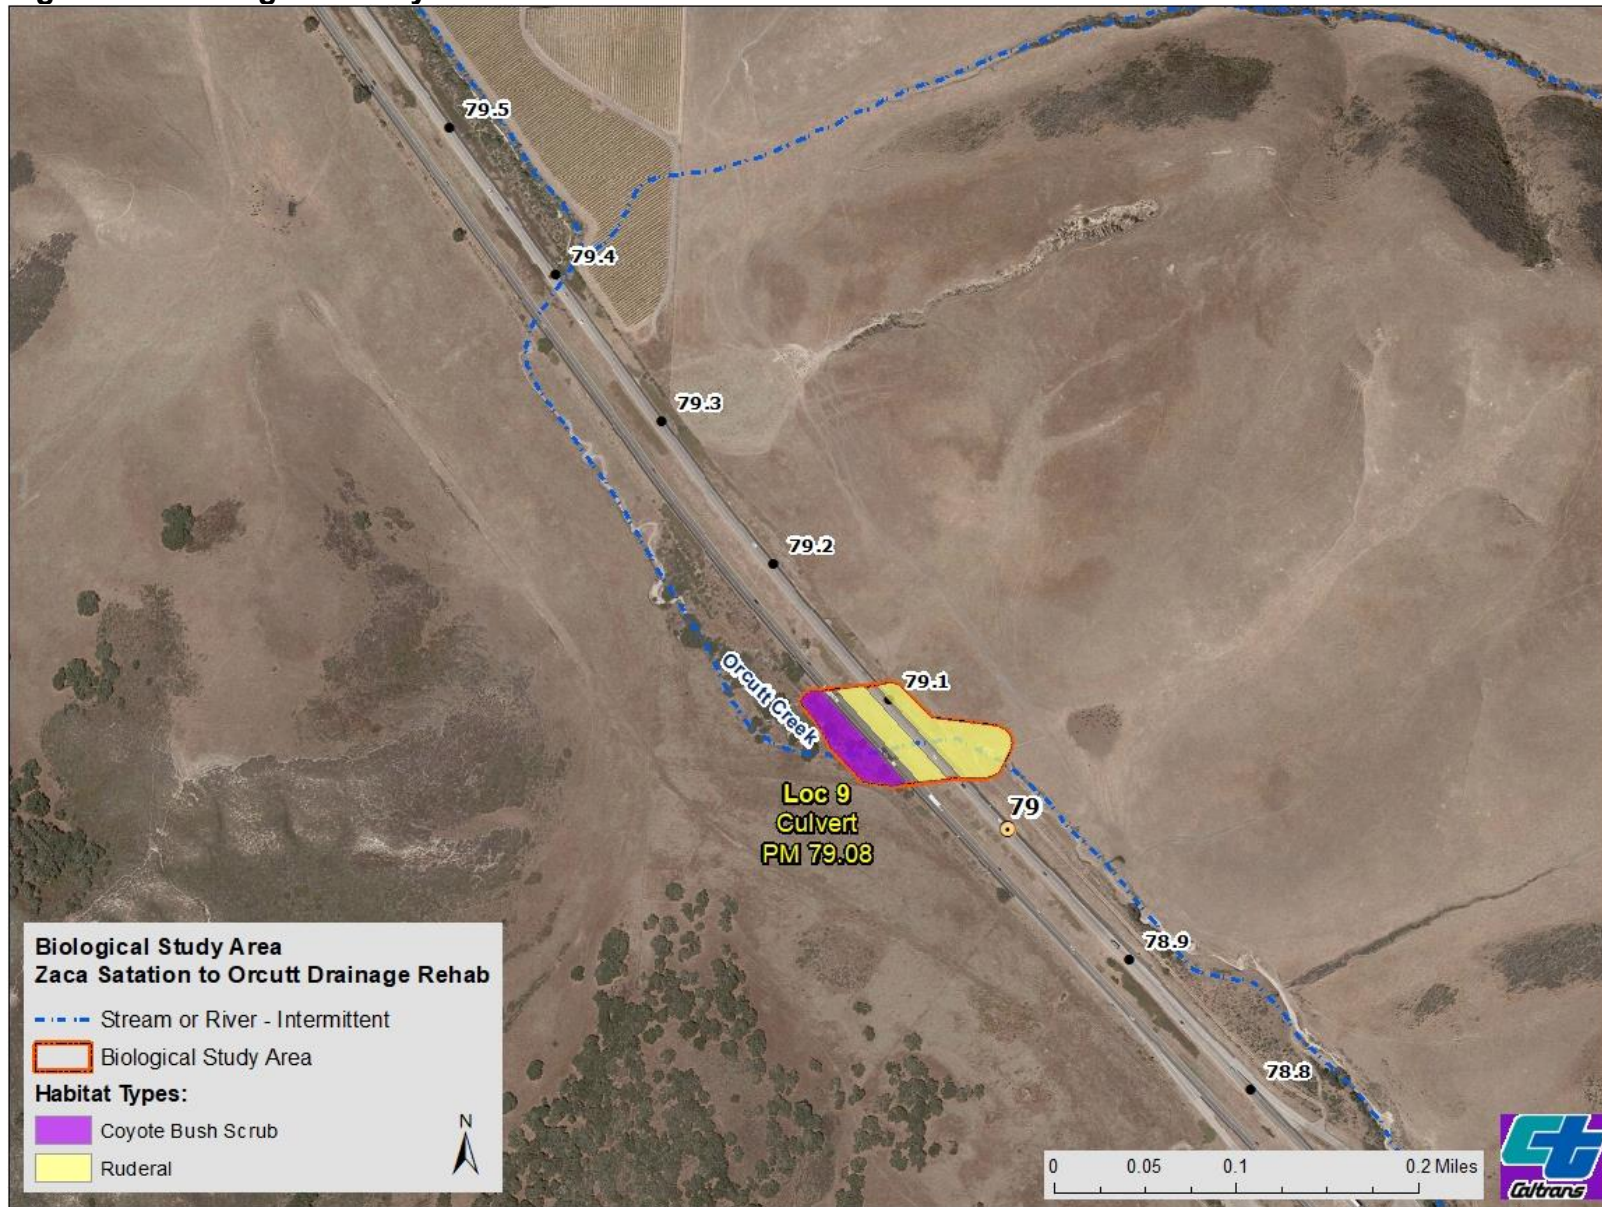 79.5
79.4
79.3
79.2
79.1
Orcutt Creek
Loc 9
Culvert
PM 79.08
79
78.9
78.8
Biological Study Area
Zaca Satation to Orcutt Drainage Rehab
Stream or River - Intermittent
Biological Study Area
Habitat Types:
Coyote Bush Scrub
Ruderal
N
0 0.05 0.1 0.2 Miles
ct
Caltrans